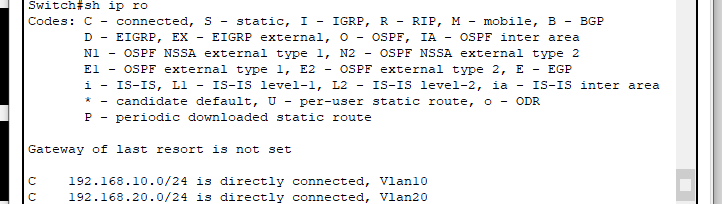 Switch#sh ip ro
Codes: C - connected, S - static, I - IGRP, R - RIP, M - mobile, B - BGP
D - EIGRP, EX - EIGRP external, O - OSPF, IA - OSPF inter area
N1 - OSPF NSSA external type 1, N2 - OSPF NSSA external type 2
E1 - OSPF external type 1, E2 - OSPF external type 2, E - EGP
i - IS-IS, L1 - IS-IS level-1, L2 - IS-IS level-2, ia - IS-IS inter area
* - candidate default, U - per-user static route, o - ODR
P - periodic downloaded static route
Gateway of last resort is not set
C 192.168.10.0/24 is directly connected, Vlan10
C 192.168.20.0/24 is directly connected, Vlan20